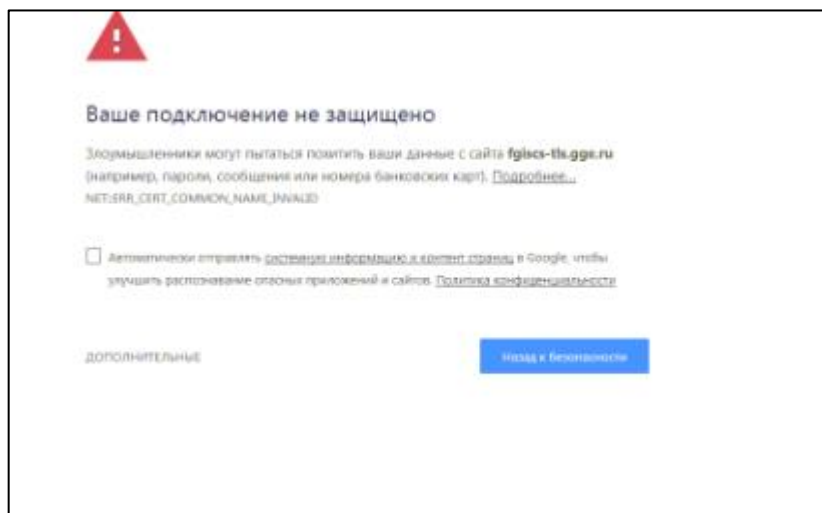 Ваше подключение не защищено
Злоумышленники могут пытаться похитить ваши данные с сайта fgiscs-tls.gge.ru
(например, пароли, сообщения или номера банковских карт). Подробнее...
NET::ERR_CERT_COMMON_NAME_INVALID
Автоматически отправлять системную информацию и контент страниц в Google, чтобы
улучшить распознавание опасных приложений и сайтов. Политика конфиденциальности
ДОПОЛНИТЕЛЬНЫЕ
Назад к безопасности